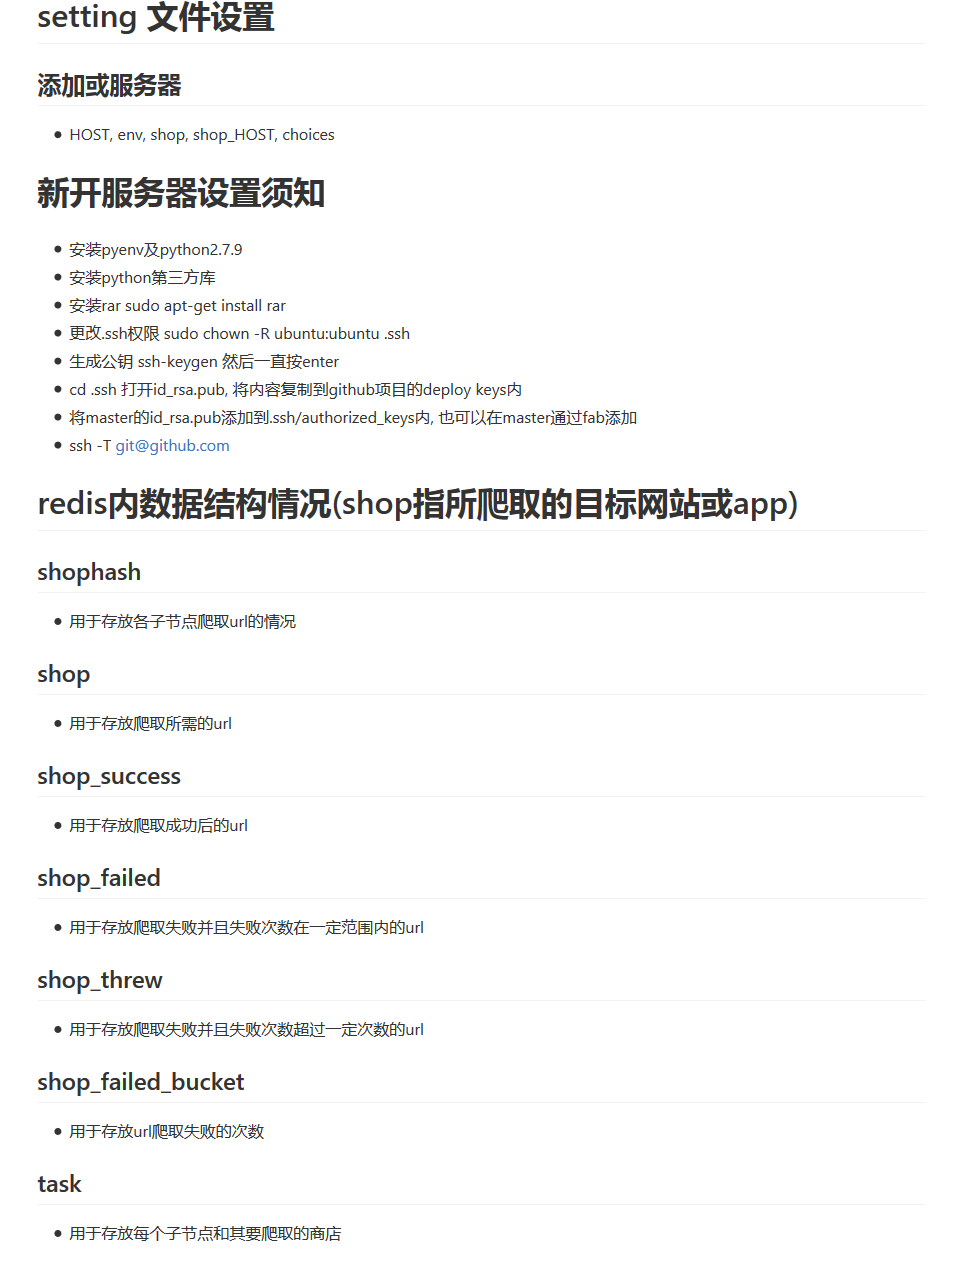 setting 文件设置
添加或服务器
HOST, env, shop, shop_HOST, choices
新开服务器设置须知
安装pyenv及python2.7.9
安装python第三方库
安装rar sudo apt-get install rar
更改.ssh权限 sudo chown -R ubuntu:ubuntu .ssh
生成公钥 ssh-keygen 然后一直按enter
cd .ssh 打开id_rsa.pub, 将内容复制到github项目的deploy keys内
将master的id_rsa.pub添加到.ssh/authorized_keys内, 也可以在master通过fab添加
ssh -T git@github.com
redis内数据结构情况(shop指所爬取的目标网站或app)
shophash
用于存放各子节点爬取url的情况
shop
用于存放爬取所需的url
shop_success
用于存放爬取成功后的url
shop_failed
用于存放爬取失败并且失败次数在一定范围内的url
shop_threw
用于存放爬取失败并且失败次数超过一定次数的url
shop_failed_bucket
用于存放url爬取失败的次数
task
用于存放每个子节点和其要爬取的商店